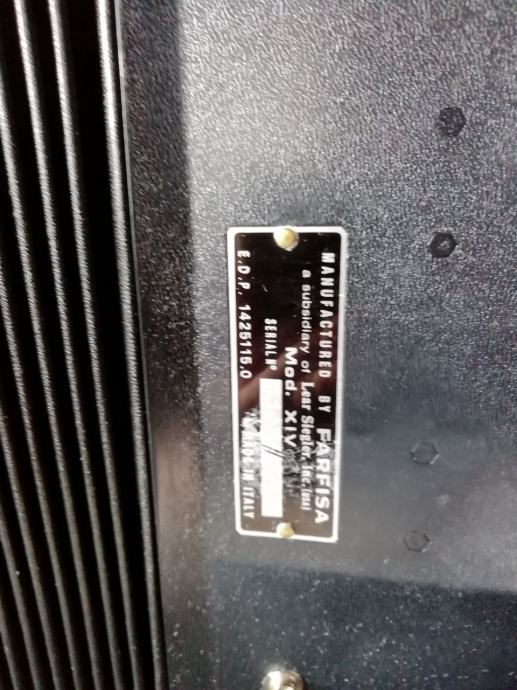 MANUFACTURED BY FARFISA
a subsidiary of Lear Siegler, Inc.
Mod. XIV
SERIAL N°
E.D.P. 1425115.0
MADE IN ITALY